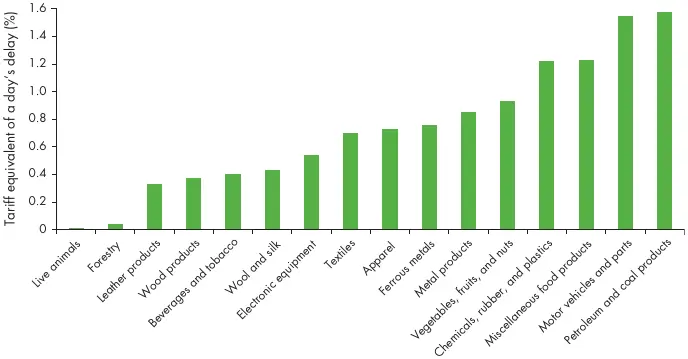 Tariff equivalent of a day's delay (%)
1.6
1.4
1.2
1.0
0.8
0.6
0.4
0.2
0
Live animals
Forestry
Leather products
Wood products
Beverages and tobacco
Wool and silk
Electronic equipment
Textiles
Apparel
Ferrous metals
Metal products
Vegetables, fruits, and nuts
Chemicals, rubber, and plastics
Miscellaneous food products
Motor vehicles and parts
Petroleum and coal products